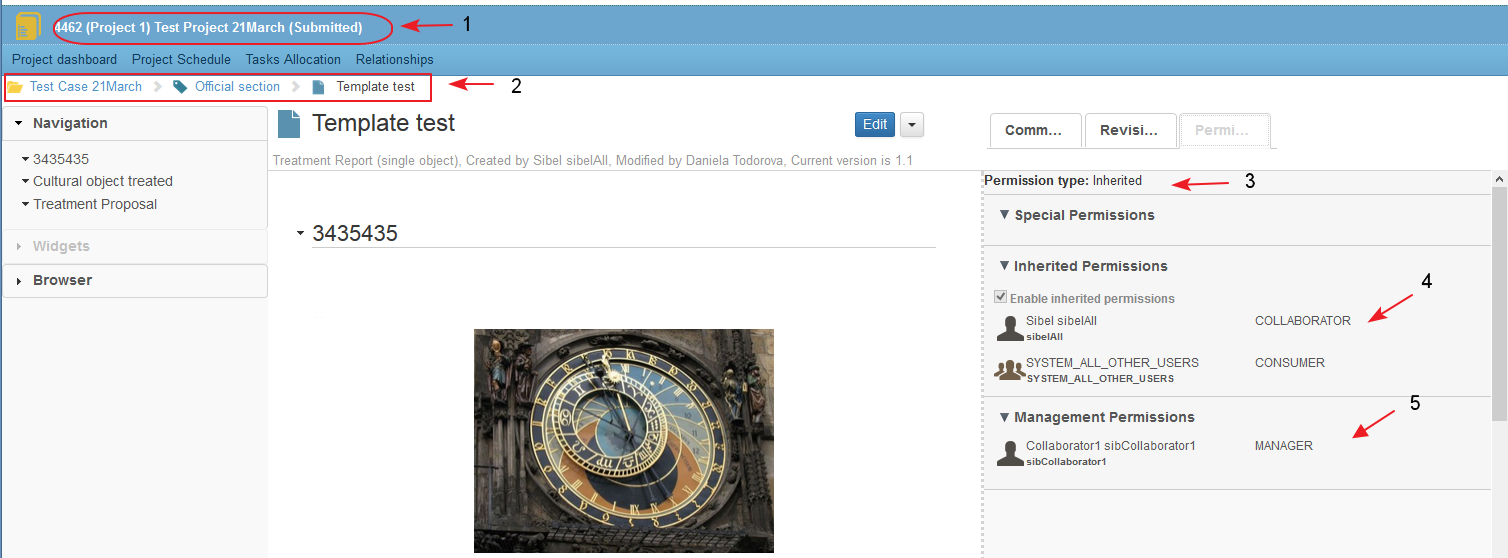 4462 (Project 1) Test Project 21March (Submitted)
1
Project dashboard Project Schedule Tasks Allocation Relationships
Test Case 21March Official section Template test
2
Navigation
3435435
Cultural object treated
Treatment Proposal
Widgets
Browser
Template test
Edit
Treatment Report (single object), Created by Sibel sibelAll, Modified by Daniela Todorova, Current version is 1.1
3435435
Comm... Revisi... Permi...
Permission type: Inherited
3
Special Permissions
Inherited Permissions
4
Enable inherited permissions
Sibel sibelAll COLLABORATOR
sibelAll
SYSTEM_ALL_OTHER_USERS CONSUMER
SYSTEM_ALL_OTHER_USERS
5
Management Permissions
Collaborator1 sibCollaborator1 MANAGER
sibCollaborator1